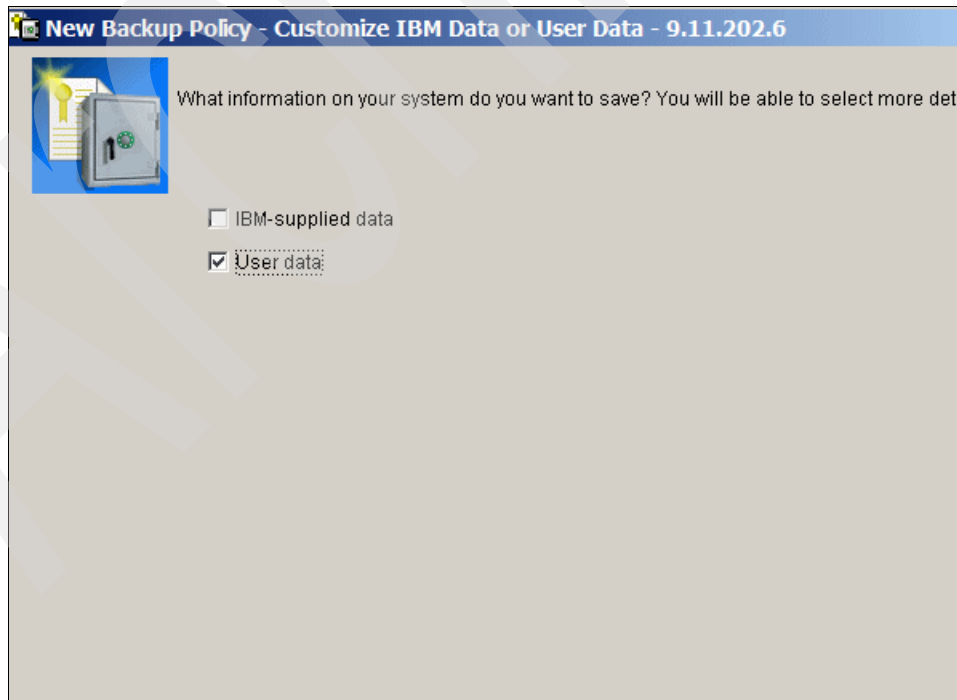 New Backup Policy - Customize IBM Data or User Data - 9.11.202.6
What information on your system do you want to save? You will be able to select more det
IBM-supplied data
User data